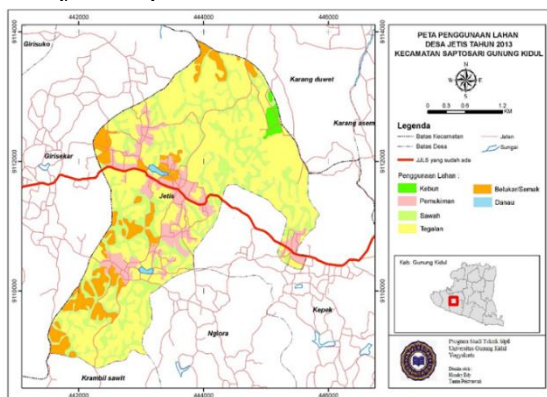 442000
444000
446000
9114000
9112000
9110000
Girisuko
Karang duwet
Karang asem
Girisekar
Jetis
Kepek
Nglora
Krambil sawit
442000
444000
446000
PETA PENGGUNAAN LAHAN
DESA JETIS TAHUN 2013
KECAMATAN SAPTOSARI GUNUNG KIDUL
N
W
E
S
0 0.3 0.6 1.2
KM
Legenda
Batas Kecamatan
Jalan
Batas Desa
Sungai
JJLS yang sudah ada
Penggunaan Lahan :
Kebun
Belukar/Semak
Pemukiman
Danau
Sawah
Tegalan
Kab. Gunung Kidul
Program Studi Teknik Sipil
Universitas Gunung Kidul
Yogyakarta